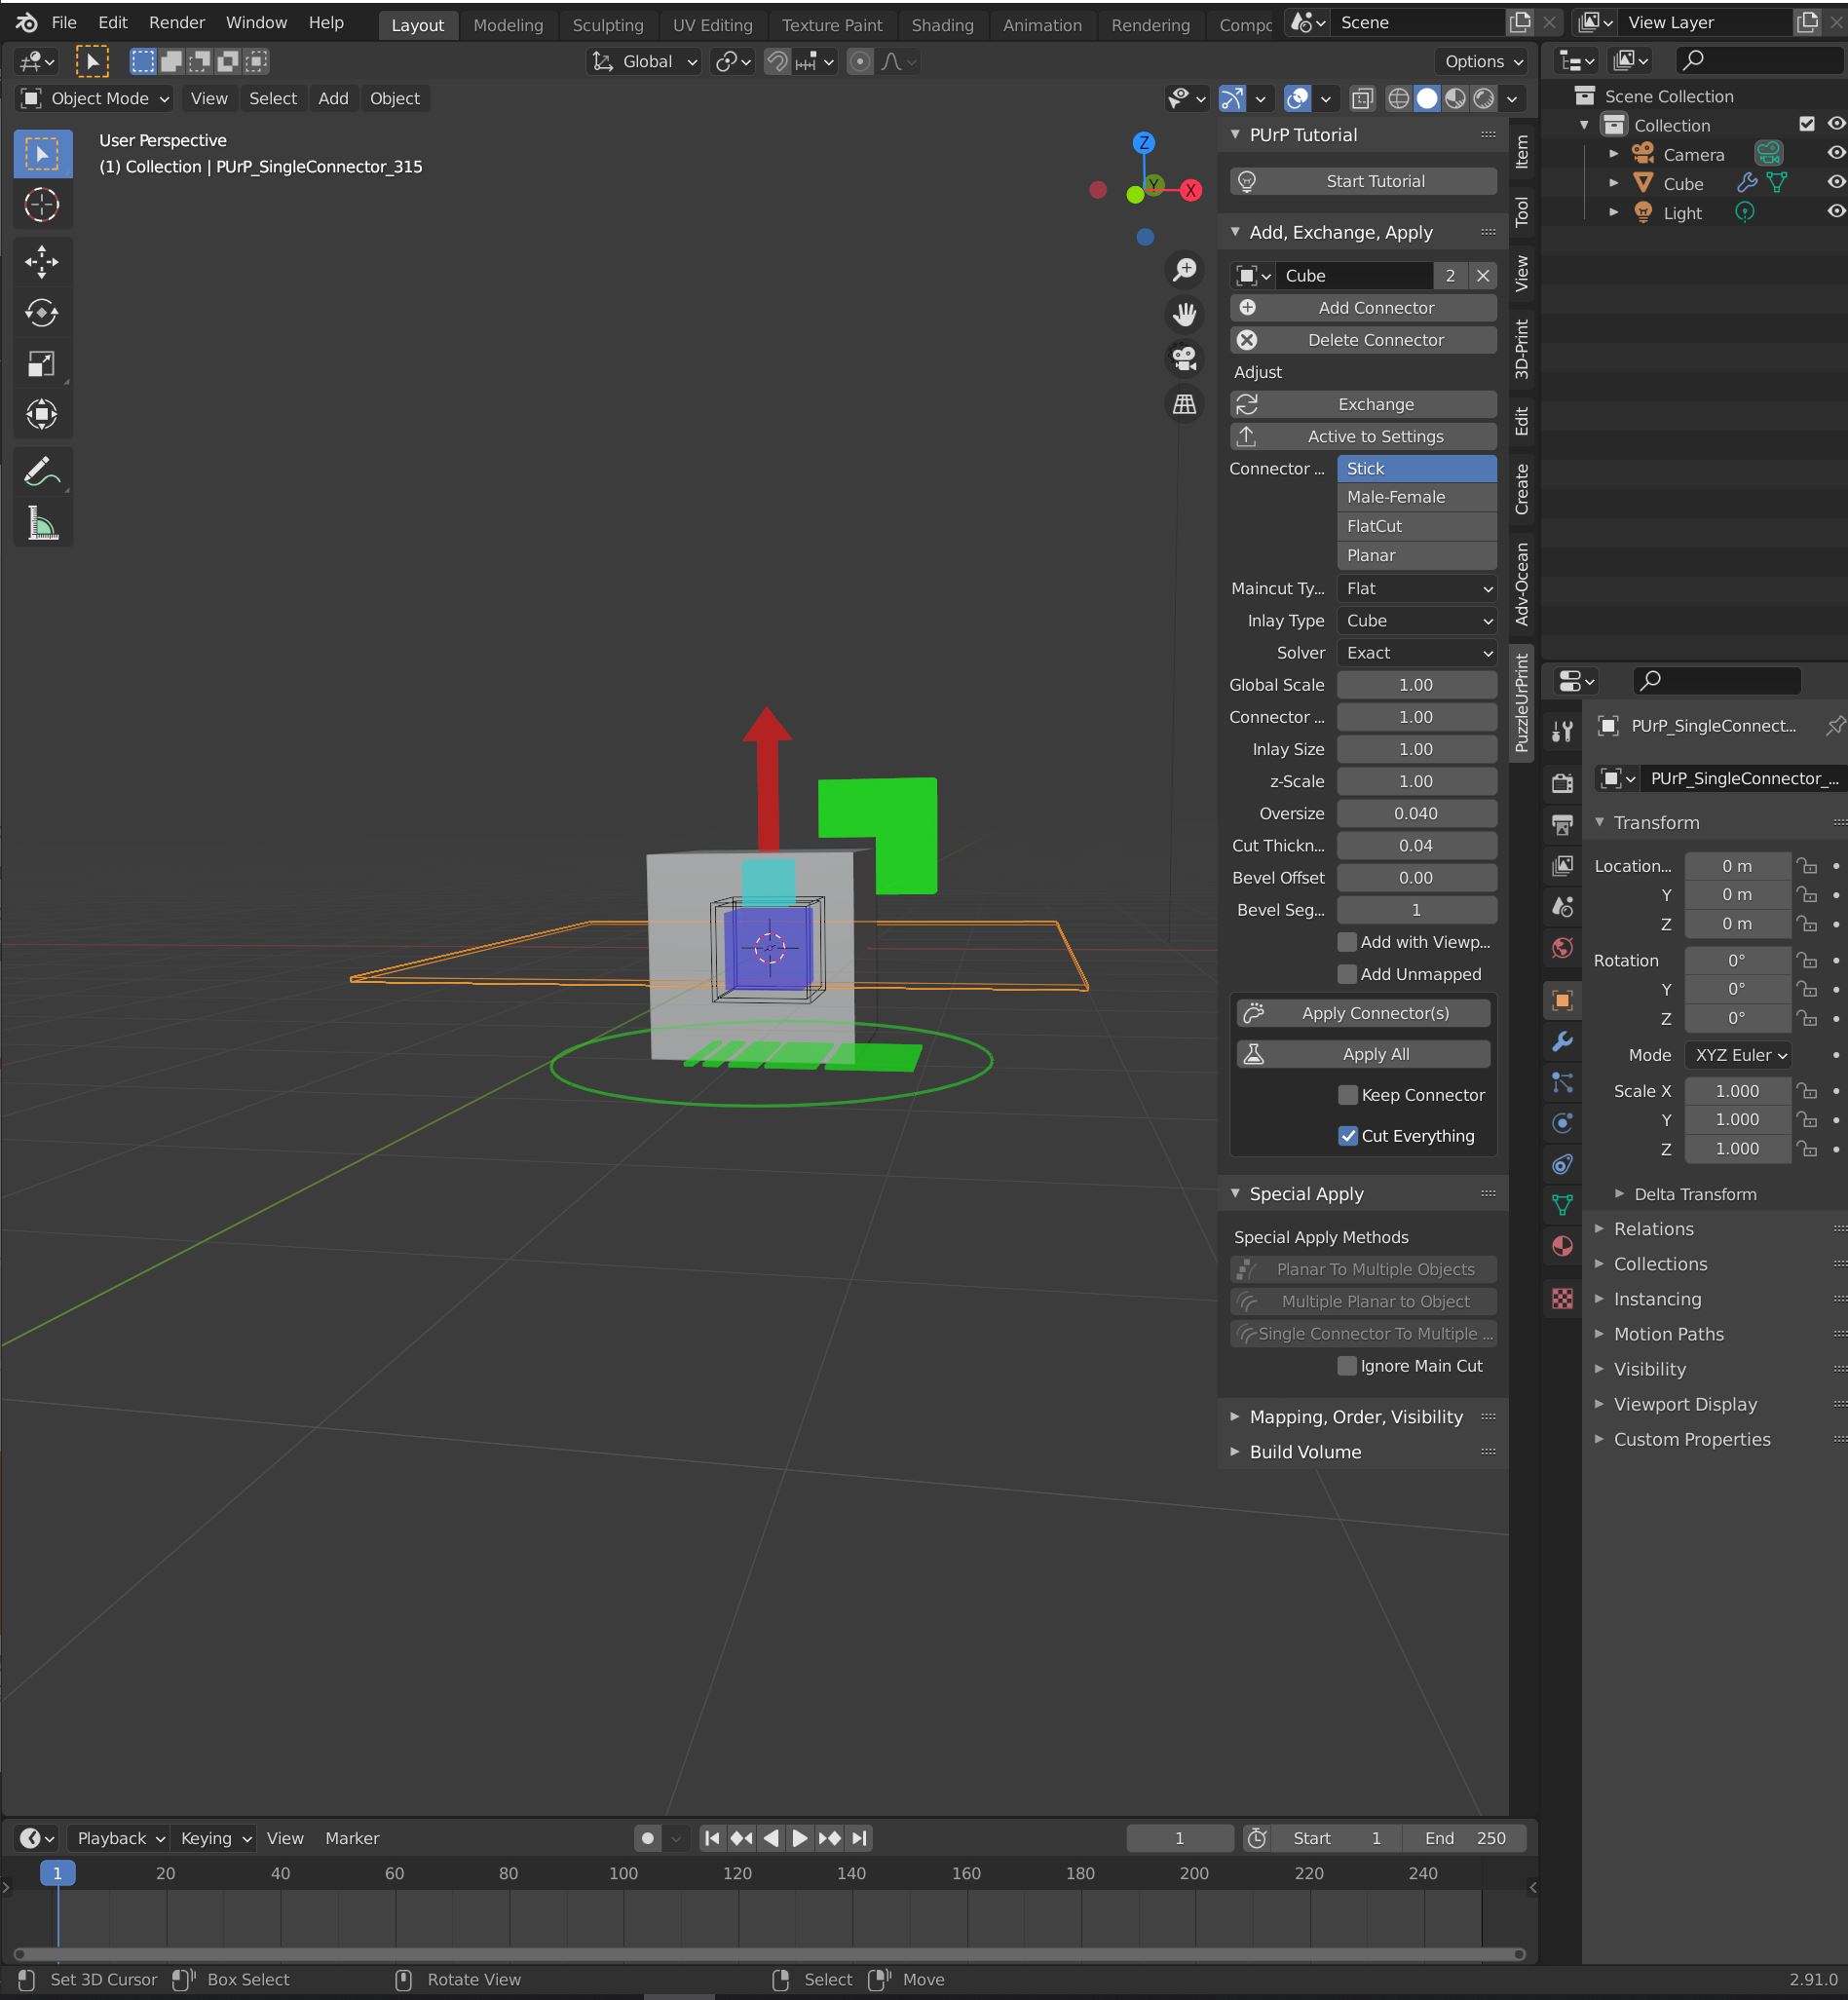 File Edit Render Window Help Layout Modeling Sculpting UV Editing Texture Paint Shading Animation Rendering Compo Scene View Layer
Global Options
Object Mode View Select Add Object
User Perspective
(1) Collection | PUrP_SingleConnector_315
Z
Y
X
PUrP Tutorial
Start Tutorial
Add, Exchange, Apply
Cube 2
Add Connector
Delete Connector
Adjust
Exchange
Active to Settings
Connector ... Stick
Male-Female
FlatCut
Planar
Maincut Ty... Flat
Inlay Type Cube
Solver Exact
Global Scale 1.00
Connector ... 1.00
Inlay Size 1.00
z-Scale 1.00
Oversize 0.040
Cut Thickn... 0.04
Bevel Offset 0.00
Bevel Seg... 1
Add with Viewp...
Add Unmapped
Apply Connector(s)
Apply All
Keep Connector
Cut Everything
Special Apply
Special Apply Methods
Planar To Multiple Objects
Multiple Planar to Object
Single Connector To Multiple ...
Ignore Main Cut
Mapping, Order, Visibility
Build Volume
Item
Tool
View
3D-Print
Edit
Create
Adv-Ocean
PuzzleUrPrint
Scene Collection
Collection
Camera
Cube
Light
PUrP_SingleConnect...
PUrP_SingleConnector_...
Transform
Location... 0 m
Y 0 m
Z 0 m
Rotation 0°
Y 0°
Z 0°
Mode XYZ Euler
Scale X 1.000
Y 1.000
Z 1.000
Delta Transform
Relations
Collections
Instancing
Motion Paths
Visibility
Viewport Display
Custom Properties
Playback Keying View Marker 1 Start 1 End 250
1 20 40 60 80 100 120 140 160 180 200 220 240
Set 3D Cursor Box Select Rotate View Select Move 2.91.0